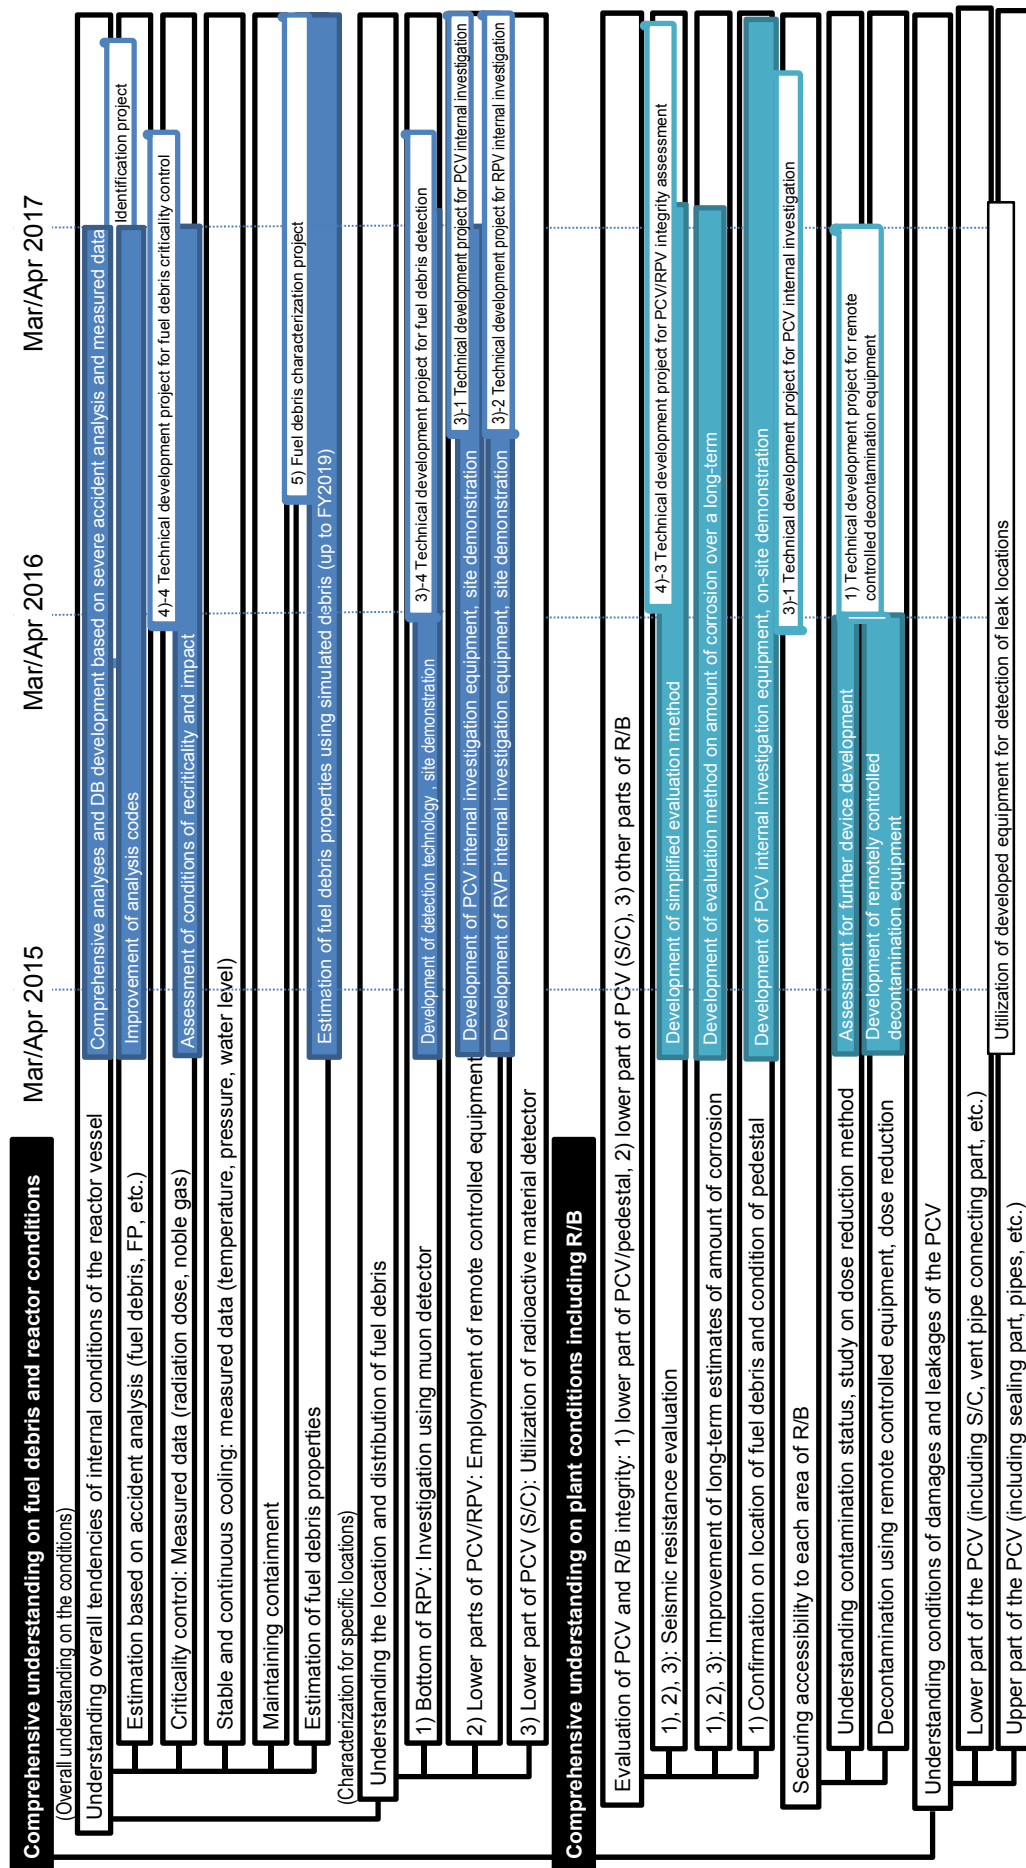 Mar/Apr 2015
Mar/Apr 2016
Mar/Apr 2017
Comprehensive understanding on fuel debris and reactor conditions
(Overall understanding on the conditions)
Understanding overall tendencies of internal conditions of the reactor vessel
Comprehensive analyses and DB development based on severe accident analysis and measured data
Estimation based on accident analysis (fuel debris, FP, etc.)
Improvement of analysis codes
Identification project
Criticality control: Measured data (radiation dose, noble gas)
4)-4 Technical development project for fuel debris criticality control
Assessment of conditions of recriticality and impact
Stable and continuous cooling: measured data (temperature, pressure, water level)
Maintaining containment
Estimation of fuel debris properties
5) Fuel debris characterization project
Estimation of fuel debris properties using simulated debris (up to FY2019)
(Characterization for specific locations)
Understanding the location and distribution of fuel debris
1) Bottom of RPV: Investigation using muon detector
3)-4 Technical development project for fuel debris detection
Development of detection technology , site demonstration
2) Lower parts of PCV/RPV: Employment of remote controlled equipment
3)-1 Technical development project for PCV internal investigation
Development of PCV internal investigation equipment, site demonstration
3)-2 Technical development project for RPV internal investigation
Development of RVP internal investigation equipment, site demonstration
3) Lower part of PCV (S/C): Utilization of radioactive material detector
Comprehensive understanding on plant conditions including R/B
Evaluation of PCV and R/B integrity: 1) lower part of PCV/pedestal, 2) lower part of PCV (S/C), 3) other parts of R/B
1), 2), 3): Seismic resistance evaluation
4)-3 Technical development project for PCV/RPV integrity assessment
Development of simplified evaluation method
1), 2), 3): Improvement of long-term estimates of amount of corrosion
Development of evaluation method on amount of corrosion over a long-term
1) Confirmation on location of fuel debris and condition of pedestal
Development of PCV internal investigation equipment, on-site demonstration
3)-1 Technical development project for PCV internal investigation
Securing accessibility to each area of R/B
Understanding contamination status, study on dose reduction method
Assessment for further device development
1) Technical development project for remote
controlled decontamination equipment
Decontamination using remote controlled equipment, dose reduction
Development of remotely controlled
decontamination equipment
Understanding conditions of damages and leakages of the PCV
Lower part of the PCV (including S/C, vent pipe connecting part, etc.)
Upper part of the PCV (including sealing part, pipes, etc.)
Utilization of developed equipment for detection of leak locations